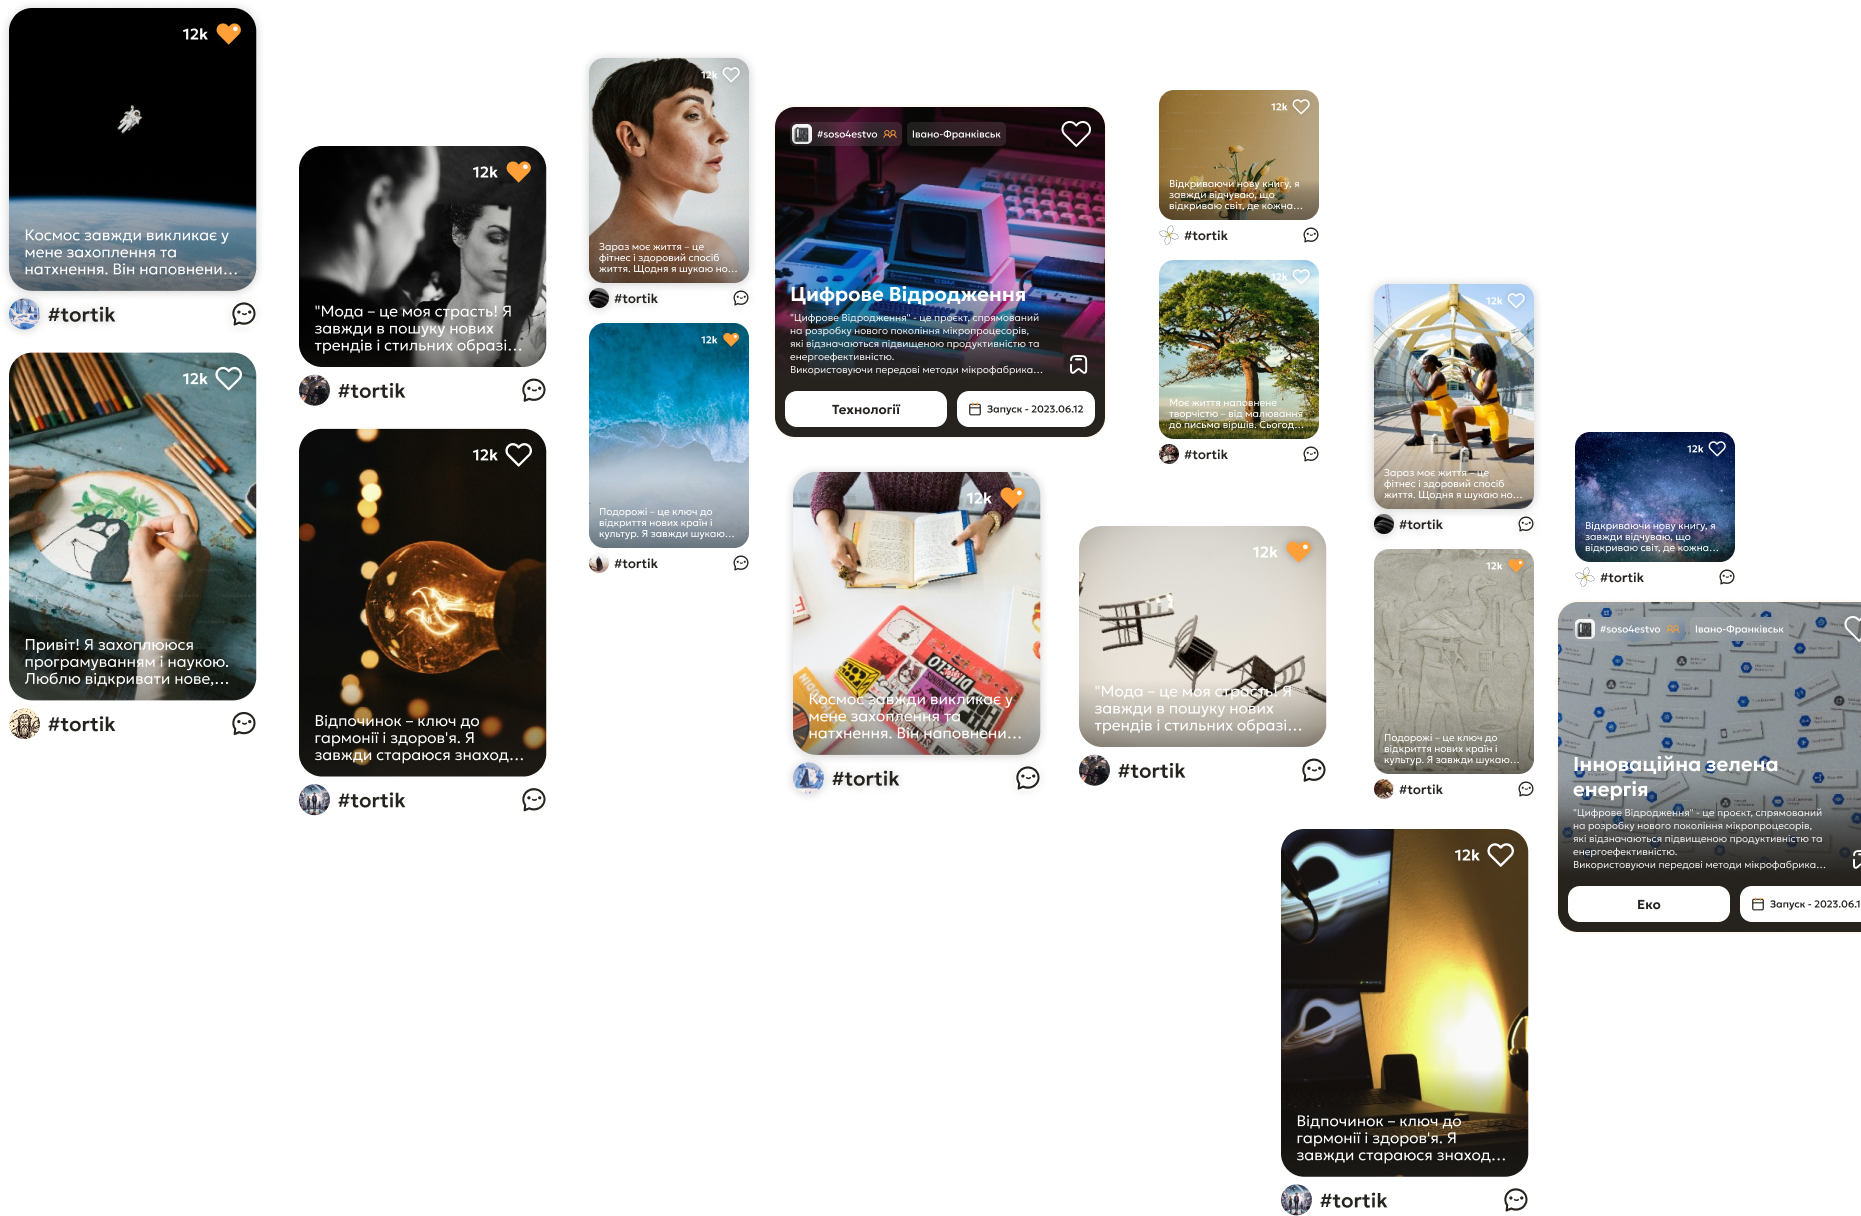 12k
Космос завжди викликає у
мене захоплення та
натхнення. Він наповнени...
#tortik
12k
Привіт! Я захоплююся
програмуванням і наукою.
Люблю відкривати нове,...
#tortik
12k
"Мода – це моя страсть! Я
завжди в пошуку нових
трендів і стильних образі...
#tortik
12k
Відпочинок – ключ до
гармонії і здоров'я. Я
завжди стараюся знаход...
#tortik
12k
Зараз моє життя – це
фітнес і здоровий спосіб
життя. Щодня я шукаю но...
#tortik
12k
Подорожі – це ключ до
відкриття нових країн і
культур. Я завжди шукаю...
#tortik
#soso4estvo Івано-Франківськ
Цифрове Відродження
"Цифрове Відродження" - це проєкт, спрямований
на розробку нового покоління мікропроцесорів,
які відзначаються підвищеною продуктивністю та
енергоефективністю.
Використовуючи передові методи мікрофабрика...
Технології
Запуск - 2023.06.12
12k
Космос завжди викликає у
мене захоплення та
натхнення. Він наповнени...
#tortik
12k
"Мода – це моя страсть! Я
завжди в пошуку нових
трендів і стильних образі...
#tortik
12k
Відкриваючи нову книгу, я
завжди відчуваю, що
відкриваю світ, де кожна...
#tortik
12k
Моє життя наповнене
творчістю – від малювання
до письма віршів. Сьогод...
#tortik
12k
Зараз моє життя – це
фітнес і здоровий спосіб
життя. Щодня я шукаю но...
#tortik
12k
Подорожі – це ключ до
відкриття нових країн і
культур. Я завжди шукаю...
#tortik
12k
Відпочинок – ключ до
гармонії і здоров'я. Я
завжди стараюся знаход...
#tortik
12k
Відкриваючи нову книгу, я
завжди відчуваю, що
відкриваю світ, де кожна...
#tortik
#soso4estvo Івано-Франківськ
Інноваційна зелена
енергія
"Цифрове Відродження" - це проєкт, спрямований
на розробку нового покоління мікропроцесорів,
які відзначаються підвищеною продуктивністю та
енергоефективністю.
Використовуючи передові методи мікрофабрика...
Еко
Запуск - 2023.06.1